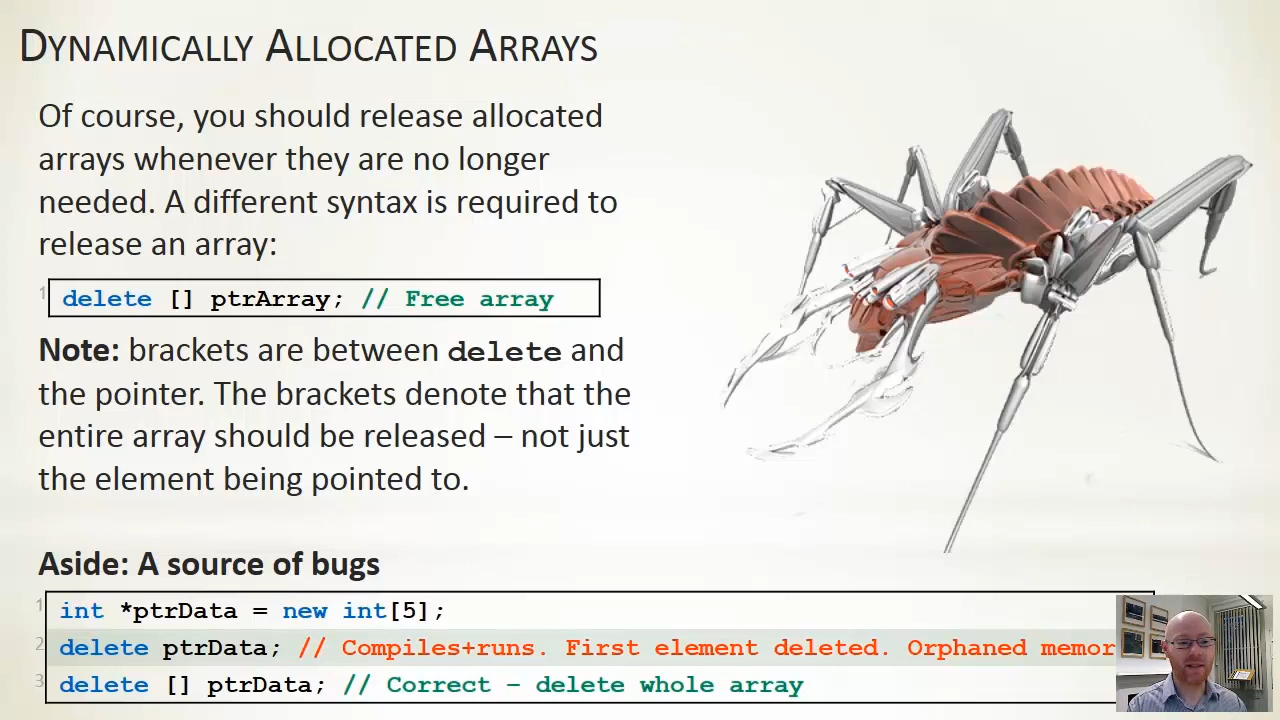 DYNAMICALLY ALLOCATED ARRAYS
Of course, you should release allocated
arrays whenever they are no longer
needed. A different syntax is required to
release an array:
1 delete [] ptrArray; // Free array
Note: brackets are between delete and
the pointer. The brackets denote that the
entire array should be released – not just
the element being pointed to.
Aside: A source of bugs
1 int *ptrData = new int[5];
2 delete ptrData; // Compiles+runs. First element deleted. Orphaned memor
3 delete [] ptrData; // Correct – delete whole array